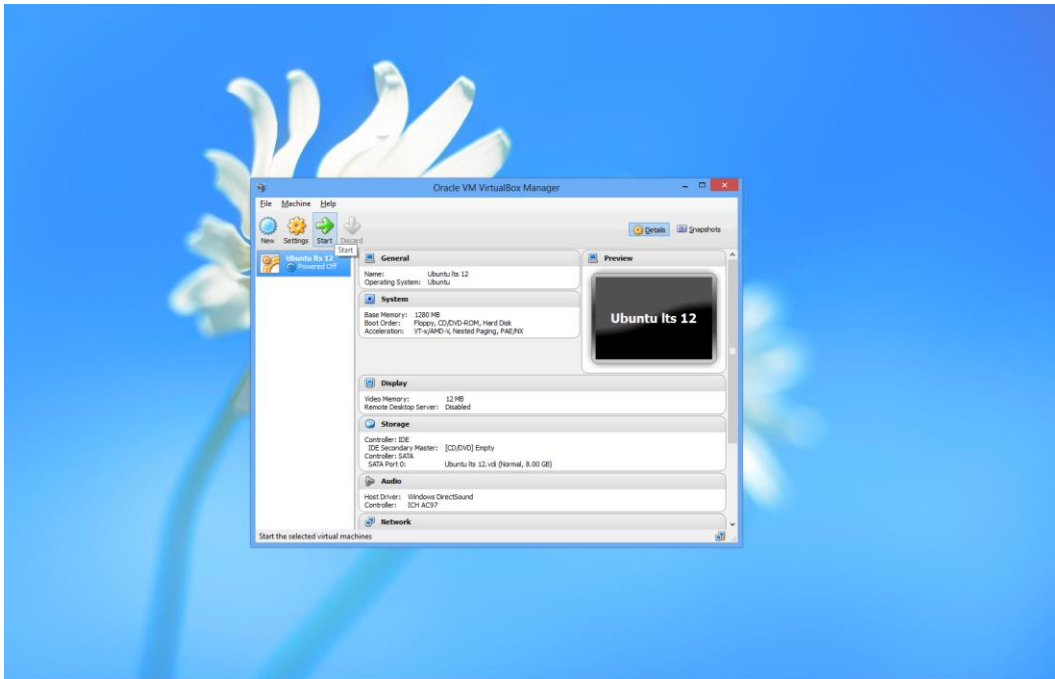 Oracle VM VirtualBox Manager
File Machine Help
New Settings Start Discard
Details Snapshots
Start
Ubuntu lts 12
Powered Off
General
Name: Ubuntu lts 12
Operating System: Ubuntu
System
Base Memory: 1280 MB
Boot Order: Floppy, CD/DVD-ROM, Hard Disk
Acceleration: VT-x/AMD-V, Nested Paging, PAE/NX
Preview
Ubuntu lts 12
Display
Video Memory: 12 MB
Remote Desktop Server: Disabled
Storage
Controller: IDE
IDE Secondary Master: [CD/DVD] Empty
Controller: SATA
SATA Port 0: Ubuntu lts 12.vdi (Normal, 8.00 GB)
Audio
Host Driver: Windows DirectSound
Controller: ICH AC97
Network
Start the selected virtual machines